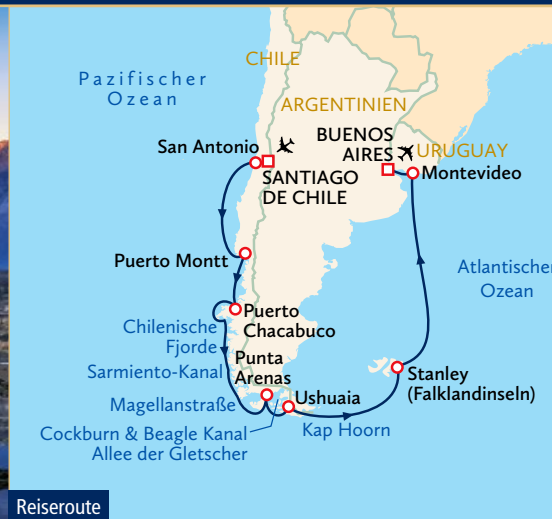 CHILE
Pazifischer
Ozean
ARGENTINIEN
BUENOS
AIRES
URUGUAY
San Antonio
SANTIAGO
DE CHILE
Montevideo
Puerto Montt
Atlantischer
Ozean
Puerto
Chacabuco
Chilenische
Fjorde
Punta
Arenas
Sarmiento-Kanal
Stanley
(Falklandinseln)
Magellanstraße
Ushuaia
Cockburn & Beagle Kanal
Allee der Gletscher
Kap Hoorn
Reiseroute